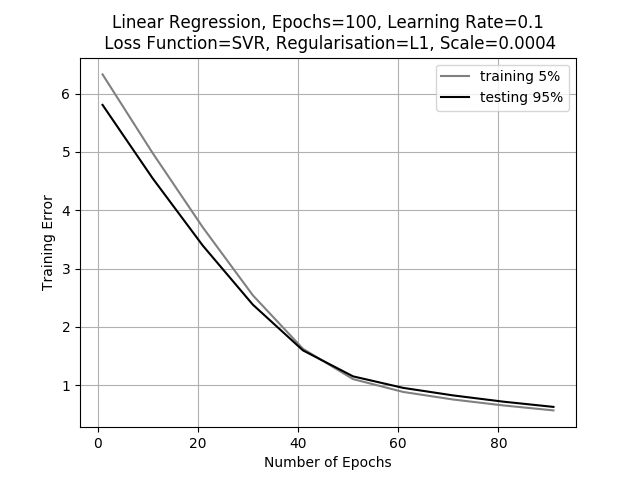 Linear Regression, Epochs=100, Learning Rate=0.1
Loss Function=SVR, Regularisation=L1, Scale=0.0004
training 5%
testing 95%
6
5
4
3
2
1
Training Error
0 20 40 60 80
Number of Epochs